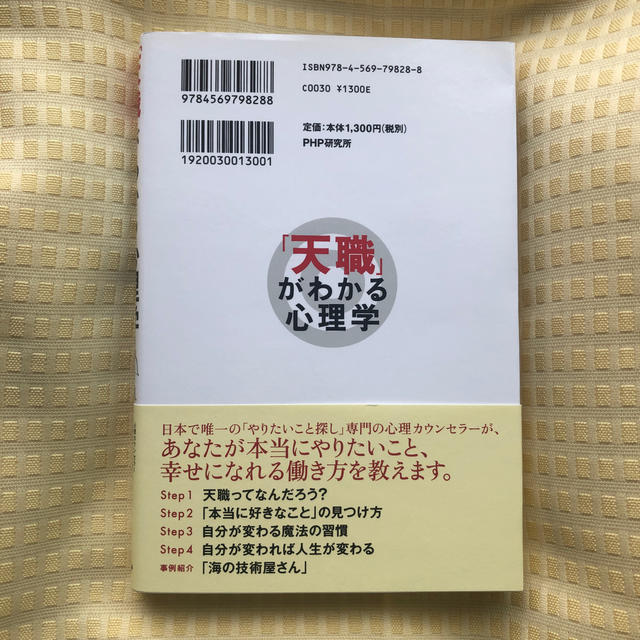 ISBN978-4-569-79828-8
9784569798288
C0030 ¥1300E
定価:本体1,300円(税別)
PHP研究所
1920030013001
「天職」
がわかる
心理学
日本で唯一の「やりたいこと探し」専門の心理カウンセラーが、
あなたが本当にやりたいこと、
幸せになれる働き方を教えます。
Step1 天職ってなんだろう?
Step2 「本当に好きなこと」の見つけ方
Step3 自分が変わる魔法の習慣
Step4 自分が変われば人生が変わる
事例紹介 「海の技術屋さん」